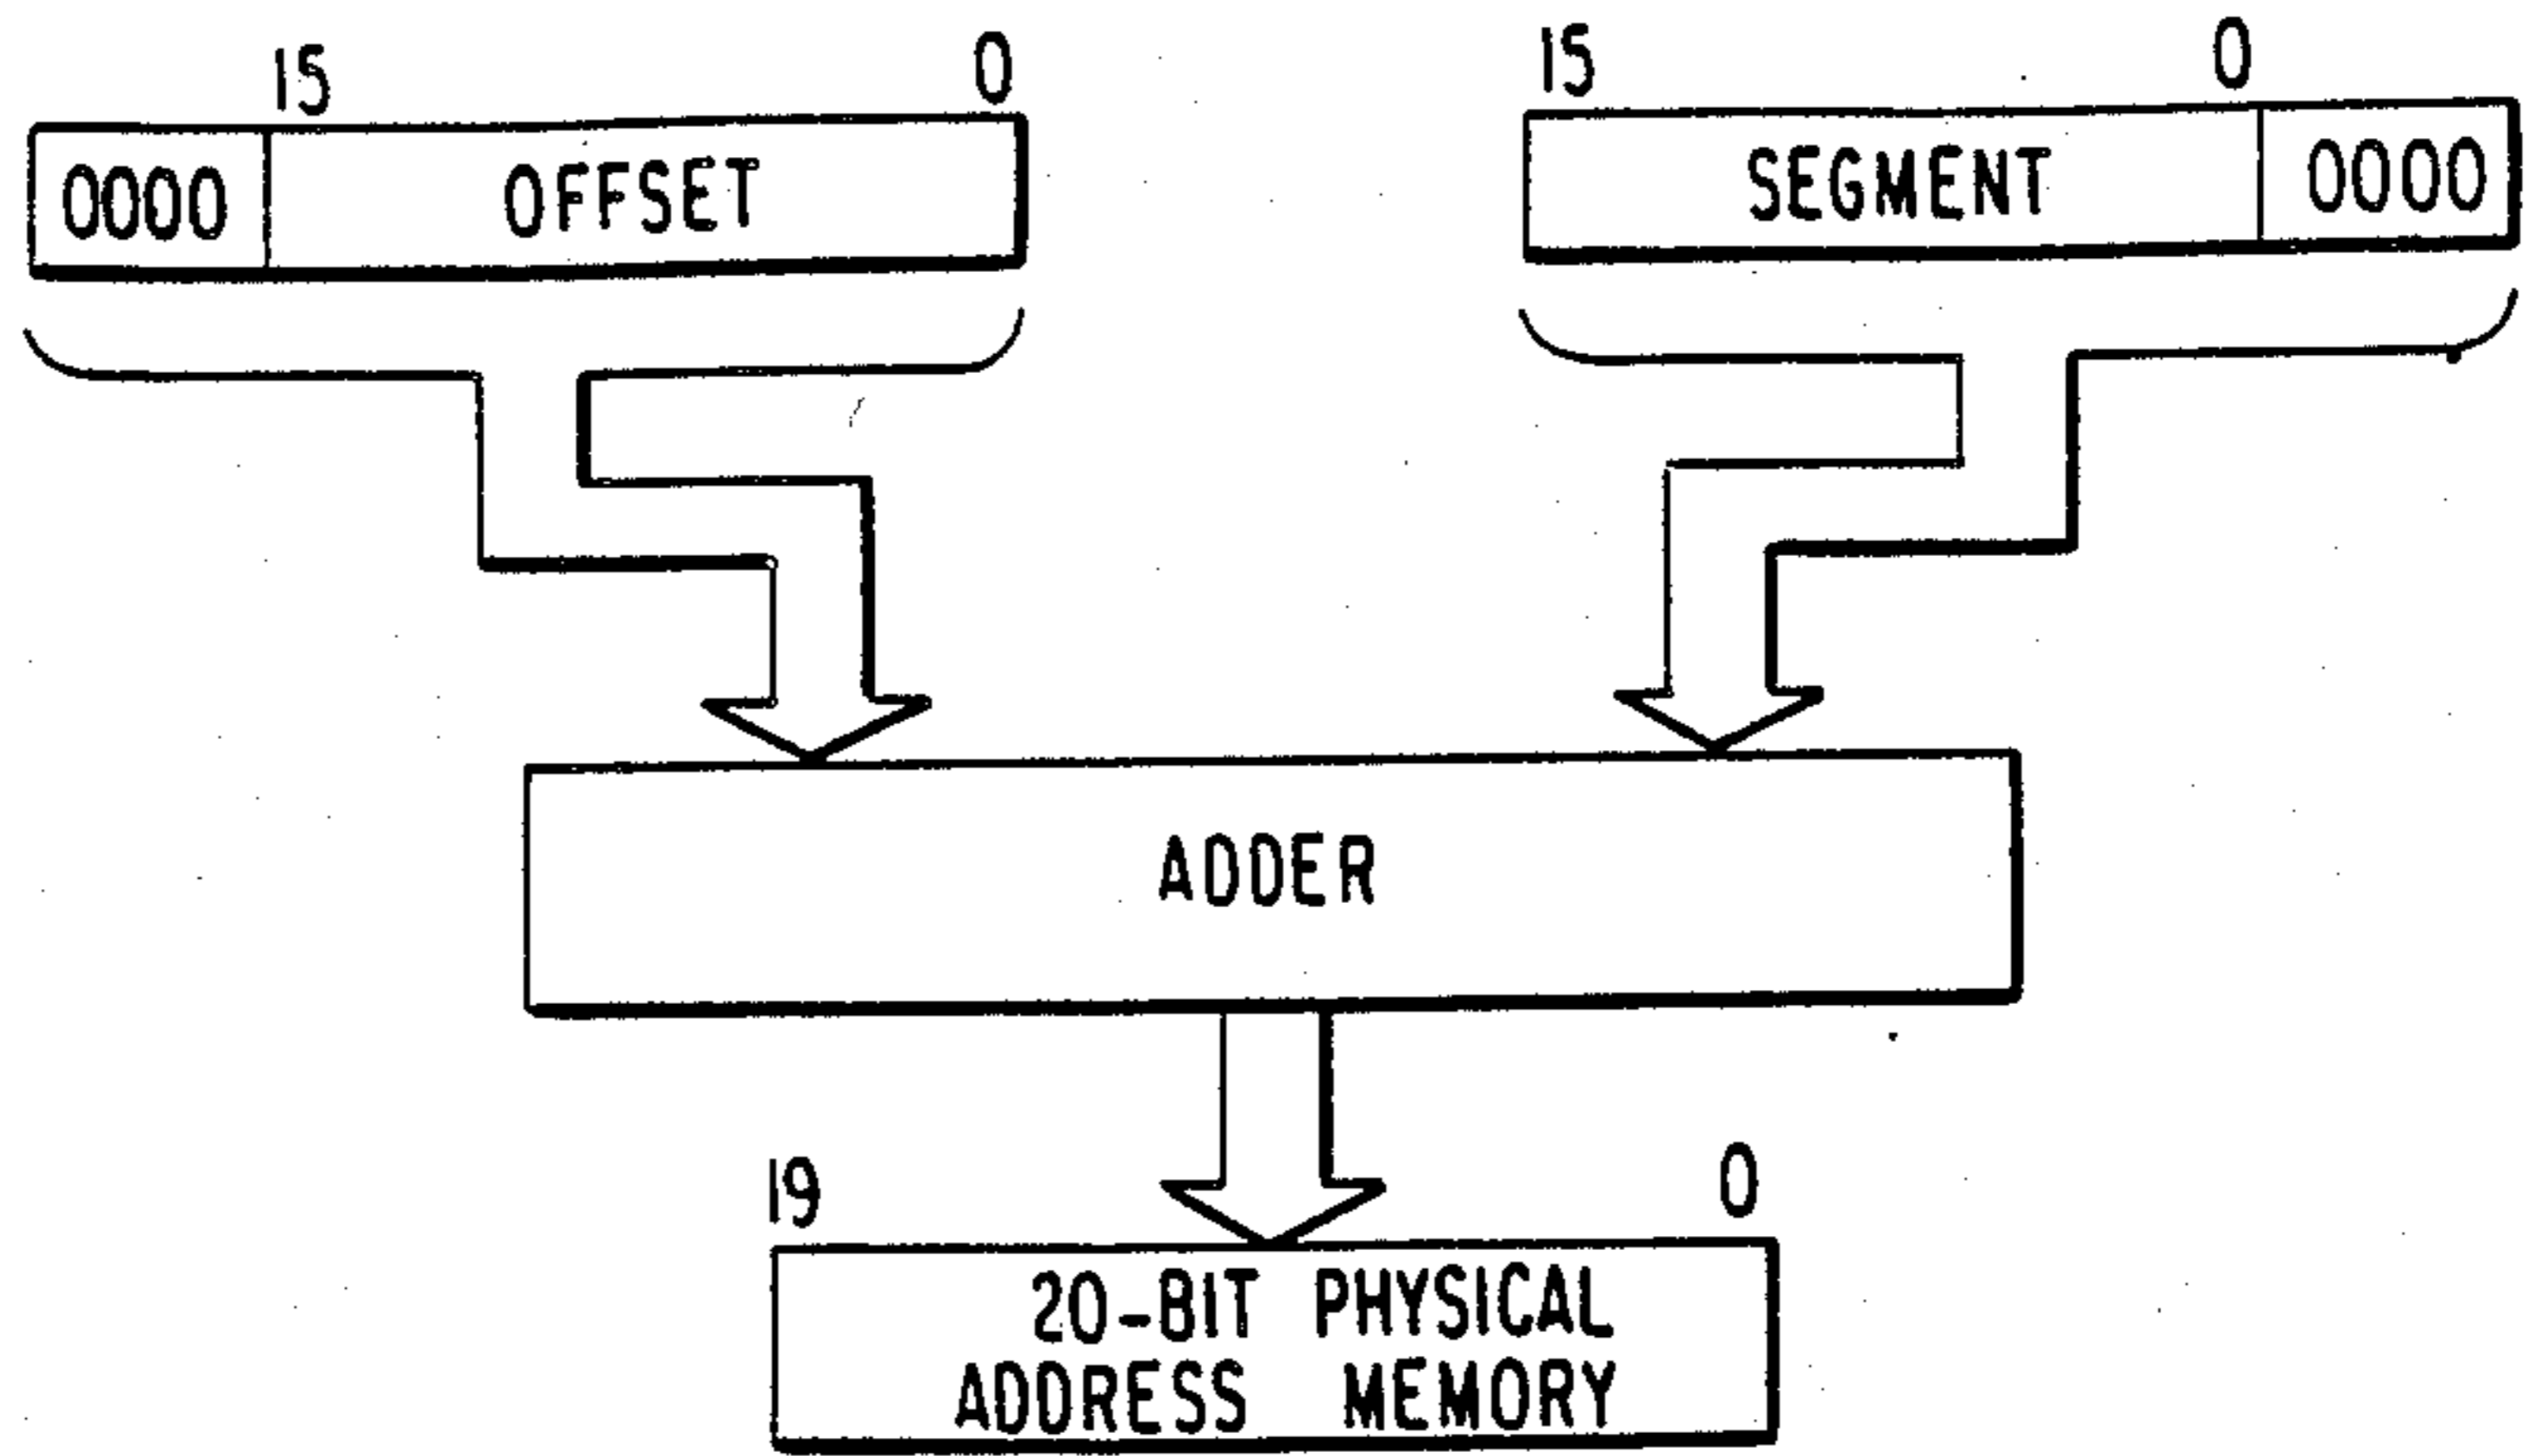 15 0
0000 OFFSET
15 0
SEGMENT 0000
ADDER
19 0
20-BIT PHYSICAL
ADDRESS MEMORY